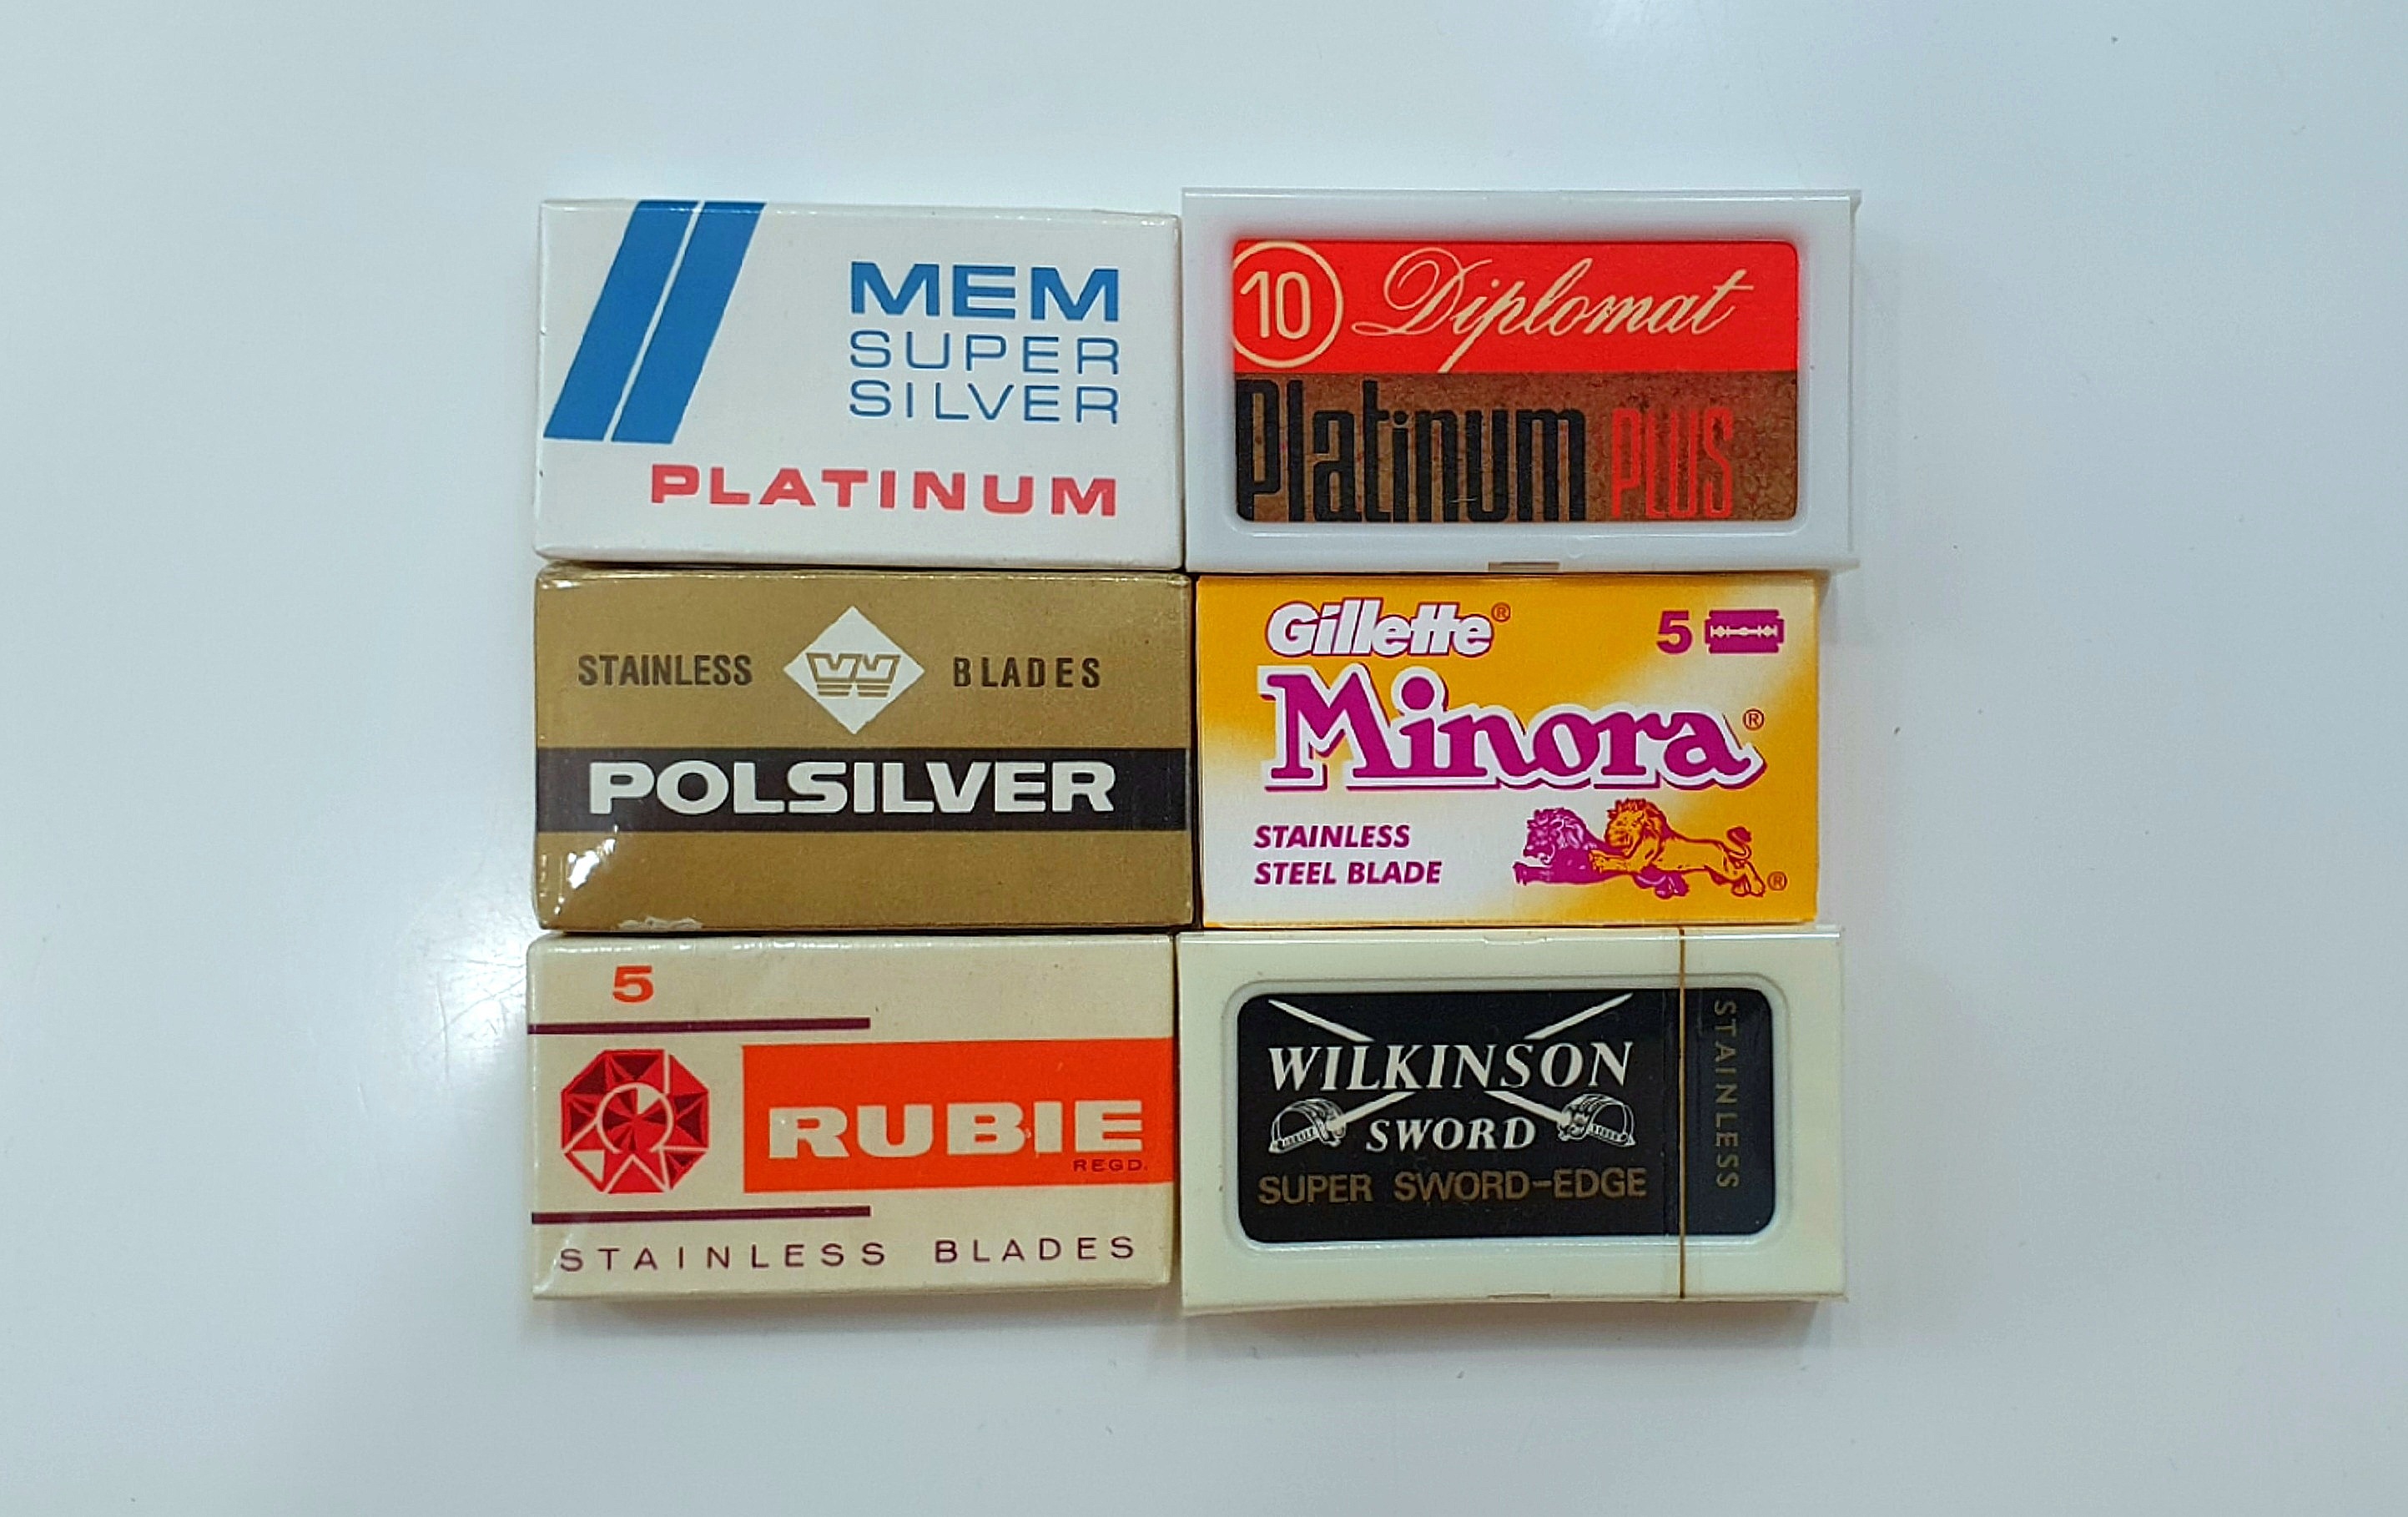 MEM
SUPER
SILVER
PLATINUM
10 Diplomat
Platinum PLUS
STAINLESS BLADES
POLSILVER
Gillette® 5
Minora®
STAINLESS
STEEL BLADE
®
5
RUBIE
REGD.
STAINLESS BLADES
WILKINSON
SWORD
SUPER SWORD-EDGE
STAINLESS